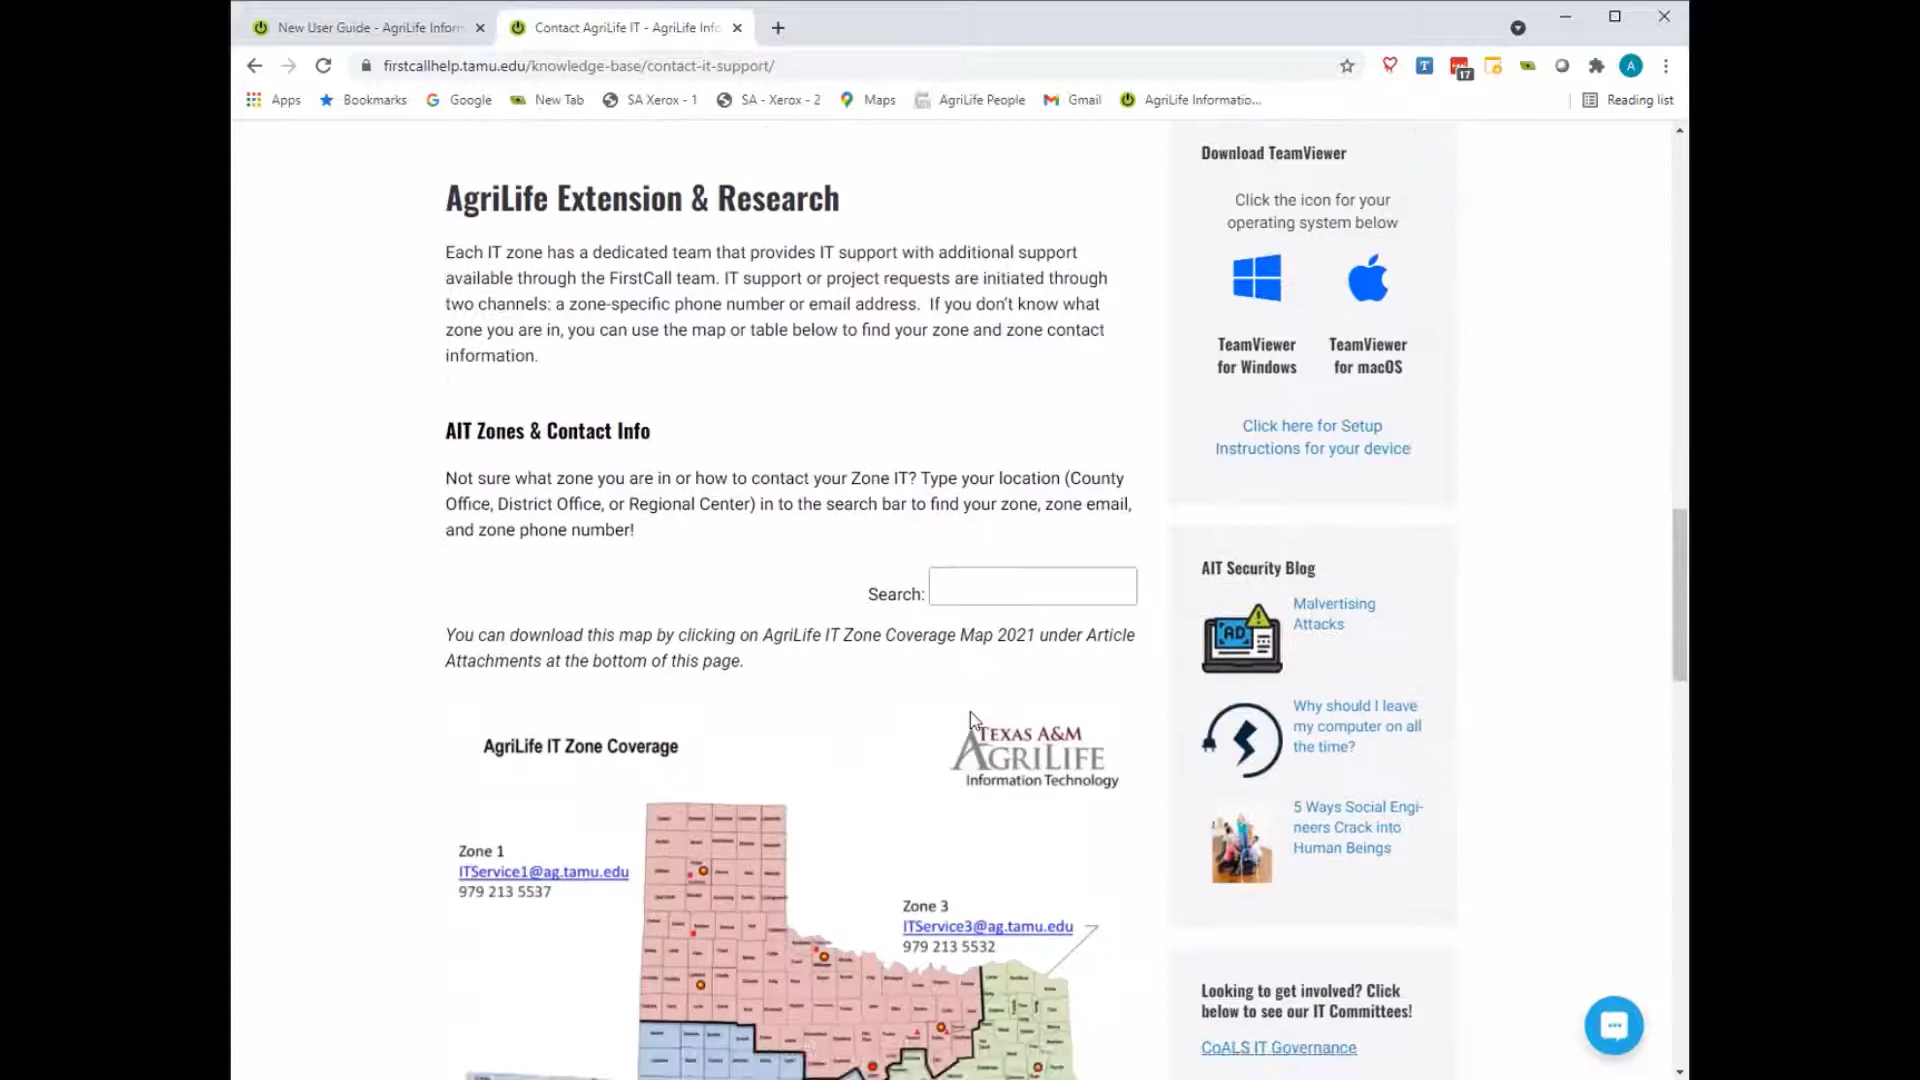 New User Guide - AgriLife Inform
Contact AgriLife IT - AgriLife Info
firstcallhelp.tamu.edu/knowledge-base/contact-it-support/
17
A
Apps
Bookmarks
Google
New Tab
SA Xerox - 1
SA - Xerox - 2
Maps
AgriLife People
Gmail
AgriLife Informatio...
Reading list
AgriLife Extension & Research
Each IT zone has a dedicated team that provides IT support with additional support
available through the FirstCall team. IT support or project requests are initiated through
two channels: a zone-specific phone number or email address. If you don't know what
zone you are in, you can use the map or table below to find your zone and zone contact
information.
AIT Zones & Contact Info
Not sure what zone you are in or how to contact your Zone IT? Type your location (County
Office, District Office, or Regional Center) in to the search bar to find your zone, zone email,
and zone phone number!
Search:
You can download this map by clicking on AgriLife IT Zone Coverage Map 2021 under Article
Attachments at the bottom of this page.
AgriLife IT Zone Coverage
TEXAS A&M
AGRILIFE
Information Technology
Zone 1
ITService1@ag.tamu.edu
979 213 5537
Zone 3
ITService3@ag.tamu.edu
979 213 5532
Download TeamViewer
Click the icon for your
operating system below
TeamViewer
for Windows
TeamViewer
for macOS
Click here for Setup
Instructions for your device
AIT Security Blog
AD
Malvertising
Attacks
Why should I leave
my computer on all
the time?
5 Ways Social Engi-
neers Crack into
Human Beings
Looking to get involved? Click
below to see our IT Committees!
CoALS IT Governance